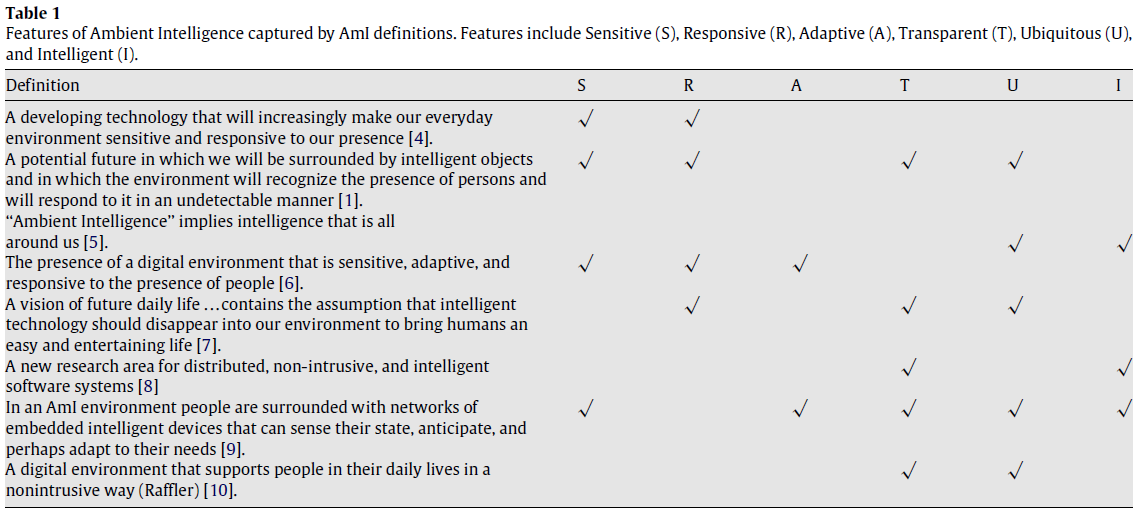 Table 1
Features of Ambient Intelligence captured by AmI definitions. Features include Sensitive (S), Responsive (R), Adaptive (A), Transparent (T), Ubiquitous (U),
and Intelligent (I).
Definition S R A T U I
A developing technology that will increasingly make our everyday √ √
environment sensitive and responsive to our presence [4].
A potential future in which we will be surrounded by intelligent objects √ √ √ √
and in which the environment will recognize the presence of persons and
will respond to it in an undetectable manner [1].
“Ambient Intelligence” implies intelligence that is all
around us [5]. √ √
The presence of a digital environment that is sensitive, adaptive, and √ √ √
responsive to the presence of people [6].
A vision of future daily life ...contains the assumption that intelligent √ √ √
technology should disappear into our environment to bring humans an
easy and entertaining life [7].
A new research area for distributed, non-intrusive, and intelligent √ √
software systems [8]
In an AmI environment people are surrounded with networks of √ √ √ √ √
embedded intelligent devices that can sense their state, anticipate, and
perhaps adapt to their needs [9].
A digital environment that supports people in their daily lives in a √ √
nonintrusive way (Raffler) [10].